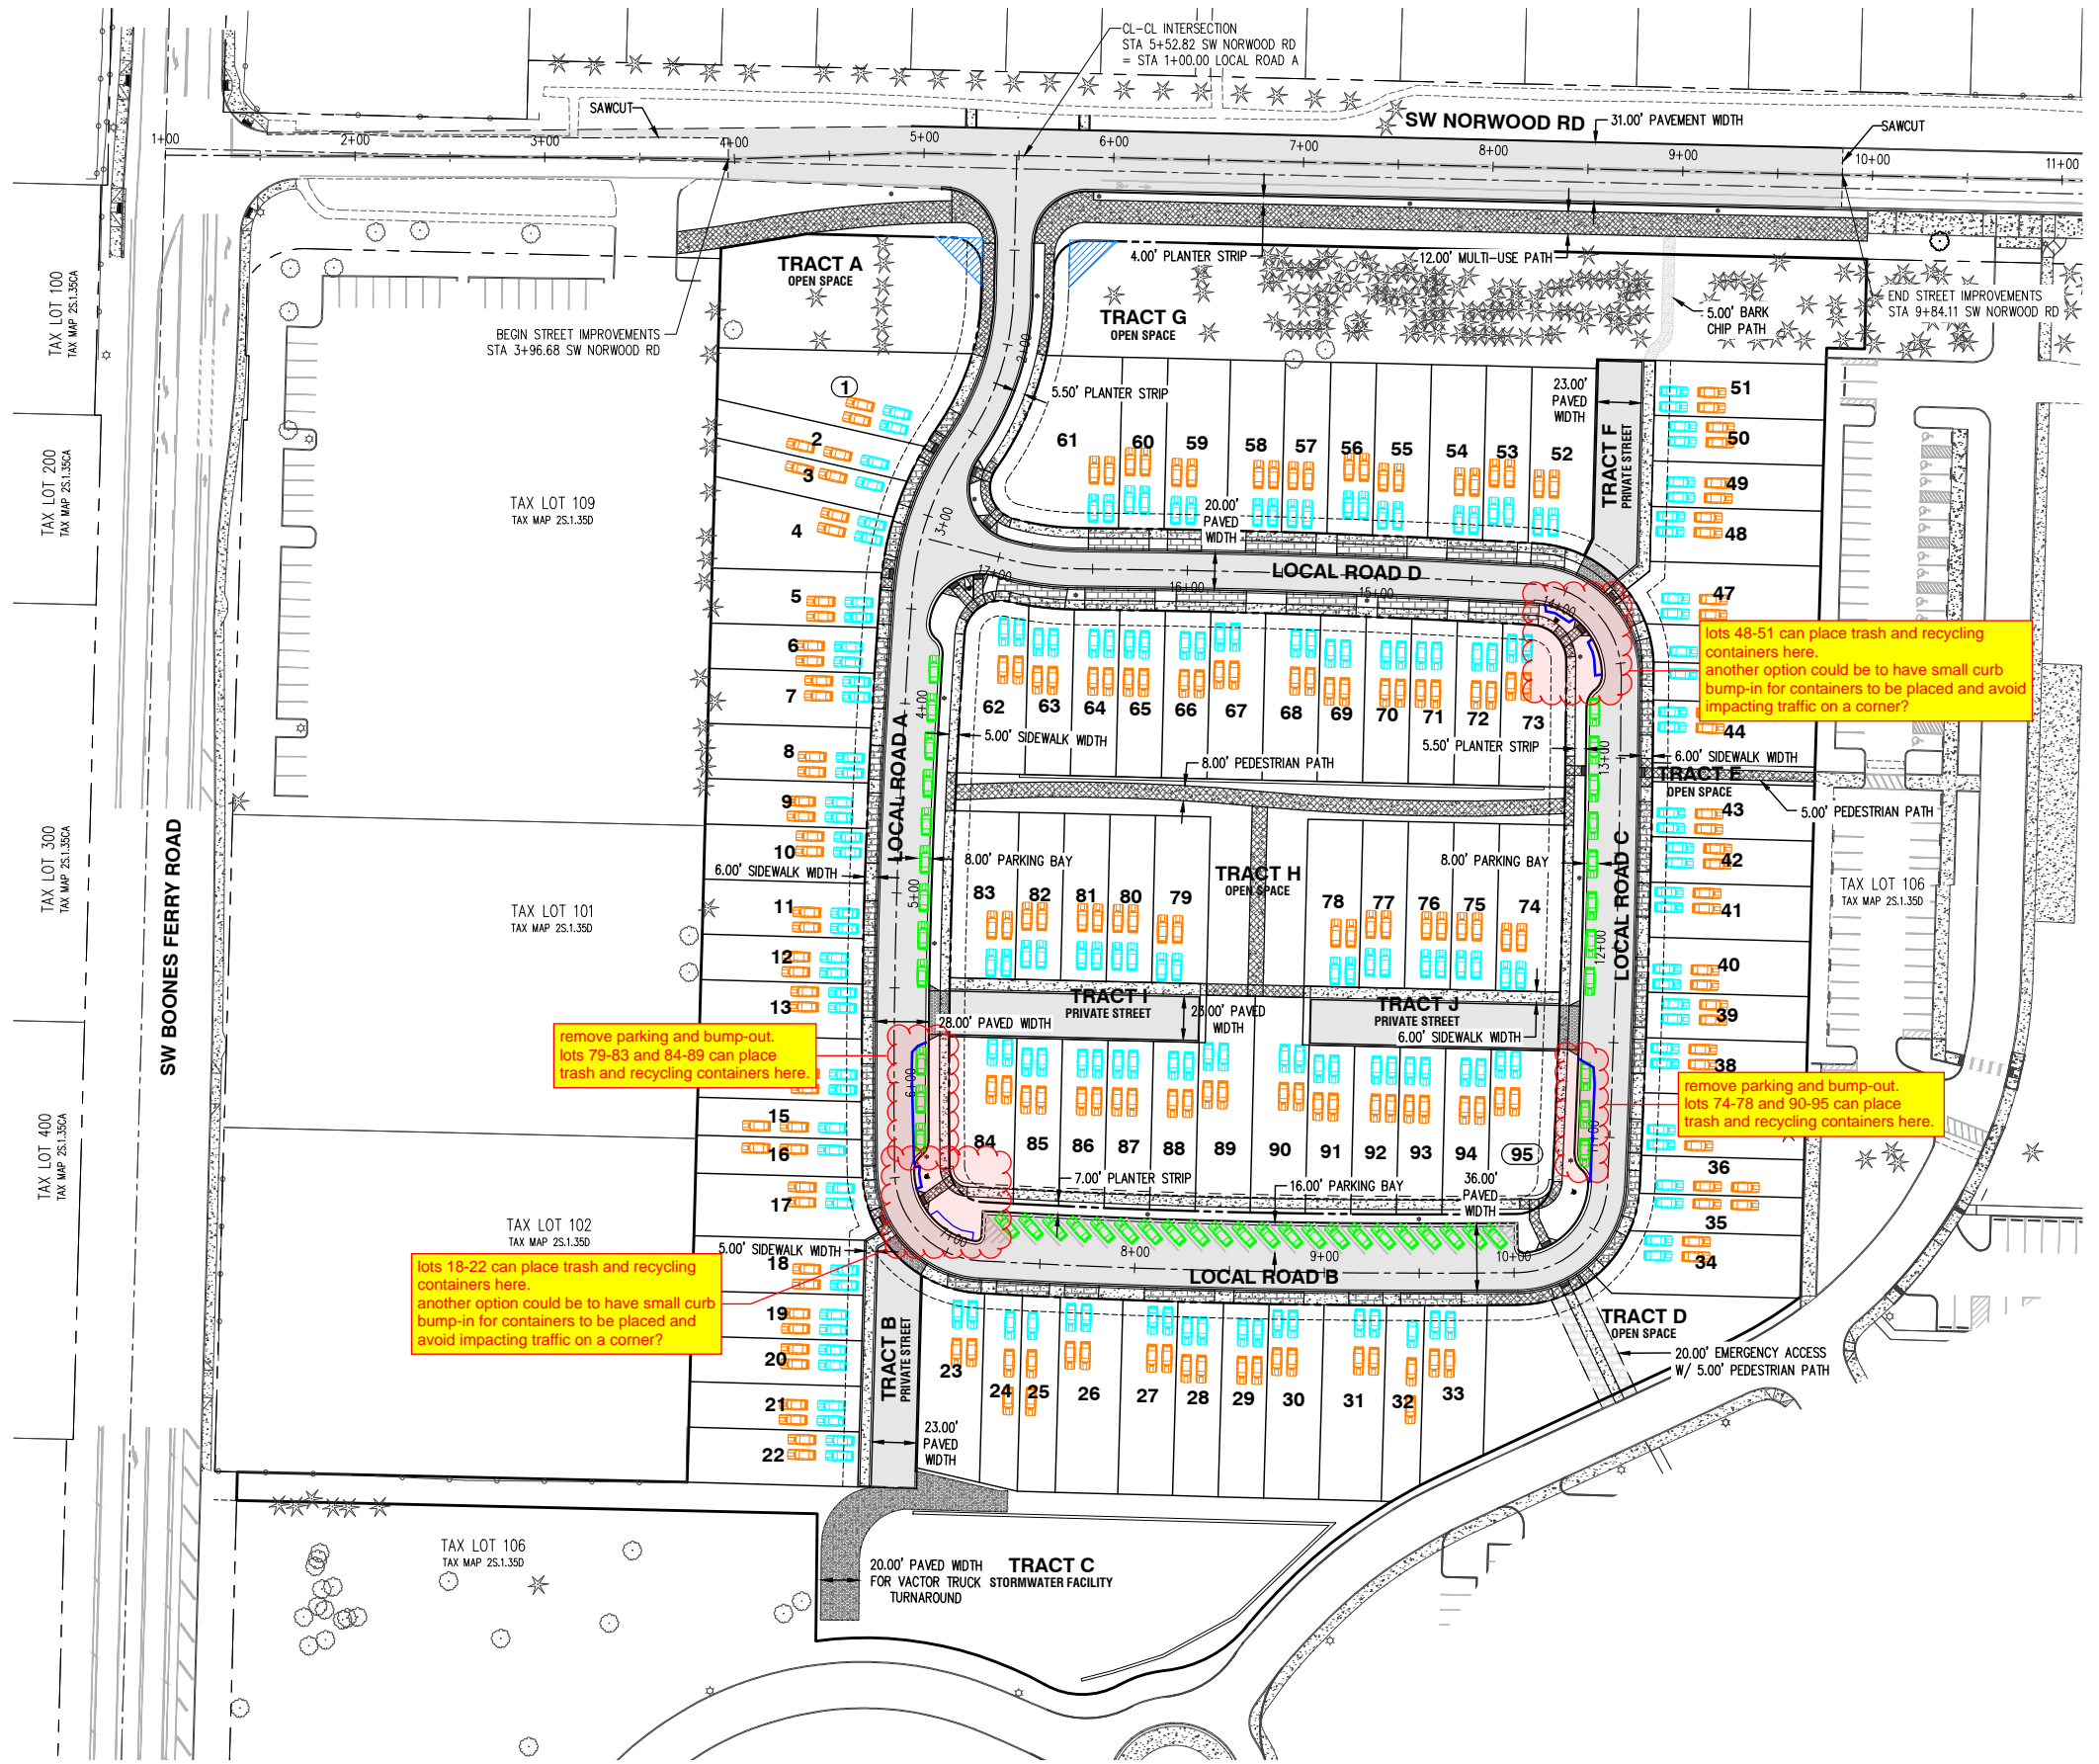 CL-CL INTERSECTION
STA 5+52.82 SW NORWOOD RD
= STA 1+00.00 LOCAL ROAD A
SAWCUT
SW NORWOOD RD
31.00' PAVEMENT WIDTH
SAWCUT
1+00
2+00
3+00
4+00
5+00
6+00
7+00
8+00
9+00
10+00
11+00
TRACT A
OPEN SPACE
4.00' PLANTER STRIP
12.00' MULTI-USE PATH
TRACT G
OPEN SPACE
5.00' BARK
CHIP PATH
END STREET IMPROVEMENTS
STA 9+84.11 SW NORWOOD RD
BEGIN STREET IMPROVEMENTS
STA 3+96.68 SW NORWOOD RD
TAX LOT 100
TAX MAP 2S.1.35CA
TAX LOT 200
TAX MAP 2S.1.35CA
TAX LOT 300
TAX MAP 2S.1.35CA
TAX LOT 400
TAX MAP 2S.1.35CA
SW BOONES FERRY ROAD
TAX LOT 109
TAX MAP 2S.1.35D
TAX LOT 101
TAX MAP 2S.1.35D
TAX LOT 102
TAX MAP 2S.1.35D
1
2
3
4
5
6
7
8
9
10
11
12
13
15
16
17
18
19
20
21
22
2+00
3+00
4+00
5+00
6+00
7+00
LOCAL ROAD A
5.50' PLANTER STRIP
23.00'
PAVED
WIDTH
TRACT F
PRIVATE STREET
61
60
59
58
57
56
55
54
53
52
51
50
49
48
47
44
43
42
41
40
39
38
36
35
34
20.00'
PAVED
WIDTH
LOCAL ROAD D
17+00
16+00
15+00
14+00
lots 48-51 can place trash and recycling
containers here.
another option could be to have small curb
bump-in for containers to be placed and avoid
impacting traffic on a corner?
62
63
64
65
66
67
68
69
70
71
72
73
5.00' SIDEWALK WIDTH
5.50' PLANTER STRIP
8.00' PEDESTRIAN PATH
13+00
6.00' SIDEWALK WIDTH
TRACT E
OPEN SPACE
5.00' PEDESTRIAN PATH
LOCAL ROAD C
12+00
8.00' PARKING BAY
TRACT H
OPEN SPACE
8.00' PARKING BAY
6.00' SIDEWALK WIDTH
TAX LOT 106
TAX MAP 2S.1.35D
83
82
81
80
79
78
77
76
75
74
TRACT I
PRIVATE STREET
TRACT J
PRIVATE STREET
28.00' PAVED WIDTH
23.00' PAVED
WIDTH
6.00' SIDEWALK WIDTH
remove parking and bump-out.
lots 79-83 and 84-89 can place
trash and recycling containers here.
remove parking and bump-out.
lots 74-78 and 90-95 can place
trash and recycling containers here.
84
85
86
87
88
89
90
91
92
93
94
95
7.00' PLANTER STRIP
16.00' PARKING BAY
36.00'
PAVED
WIDTH
5.00' SIDEWALK WIDTH
8+00
9+00
10+00
LOCAL ROAD B
lots 18-22 can place trash and recycling
containers here.
another option could be to have small curb
bump-in for containers to be placed and
avoid impacting traffic on a corner?
TRACT B
PRIVATE STREET
23
24
25
26
27
28
29
30
31
32
33
TRACT D
OPEN SPACE
20.00' EMERGENCY ACCESS
W/ 5.00' PEDESTRIAN PATH
23.00'
PAVED
WIDTH
TAX LOT 106
TAX MAP 2S.1.35D
20.00' PAVED WIDTH
FOR VACTOR TRUCK
TURNAROUND
TRACT C
STORMWATER FACILITY